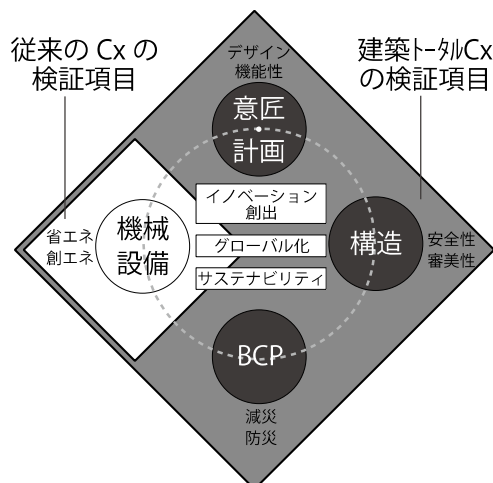 従来の Cx の
検証項目
建築トータルCx
の検証項目
デザイン
機能性
意匠
計画
イノベーション
創出
グローバル化
サステナビリティ
省エネ
創エネ
機械
設備
構造
安全性
審美性
BCP
減災
防災